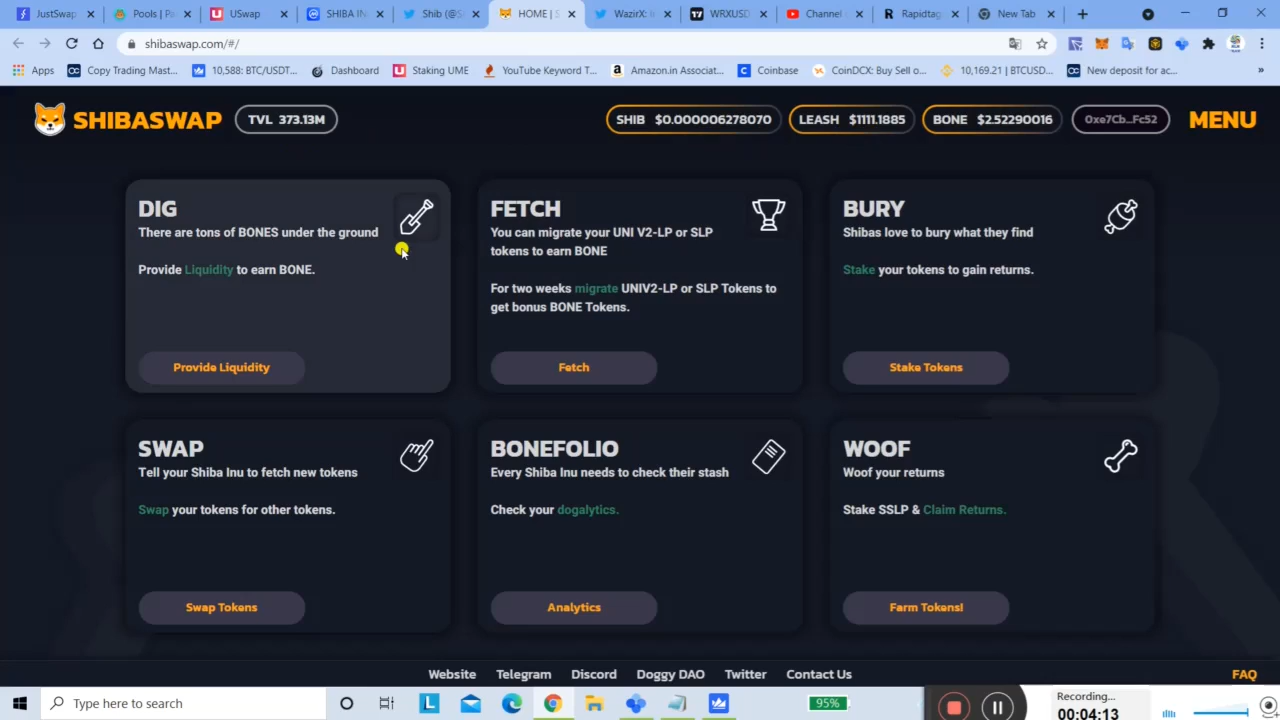 JustSwap
Pools | Pa
USwap
SHIBA IN
Shib (@S
HOME | S
WazirX: I
WRXUSD
Channel c
Rapidtag
New Tab
shibaswap.com/#/
Apps
Copy Trading Mast...
10,588: BTC/USDT...
Dashboard
Staking UME
YouTube Keyword T...
Amazon.in Associat...
Coinbase
CoinDCX: Buy Sell o...
10,169.21 | BTCUSD...
New deposit for ac...
»
SHIBASWAP
TVL 373.13M
SHIB $0.000006278070
LEASH $1111.1885
BONE $2.52290016
0xe7Cb...Fc52
MENU
DIG
There are tons of BONES under the ground
Provide Liquidity to earn BONE.
Provide Liquidity
FETCH
You can migrate your UNI V2-LP or SLP
tokens to earn BONE
For two weeks migrate UNIV2-LP or SLP Tokens to
get bonus BONE Tokens.
Fetch
BURY
Shibas love to bury what they find
Stake your tokens to gain returns.
Stake Tokens
SWAP
Tell your Shiba Inu to fetch new tokens
Swap your tokens for other tokens.
Swap Tokens
BONEFOLIO
Every Shiba Inu needs to check their stash
Check your dogalytics.
Analytics
WOOF
Woof your returns
Stake SSLP & Claim Returns.
Farm Tokens!
Website
Telegram
Discord
Doggy DAO
Twitter
Contact Us
FAQ
Type here to search
95%
Recording...
00:04:13